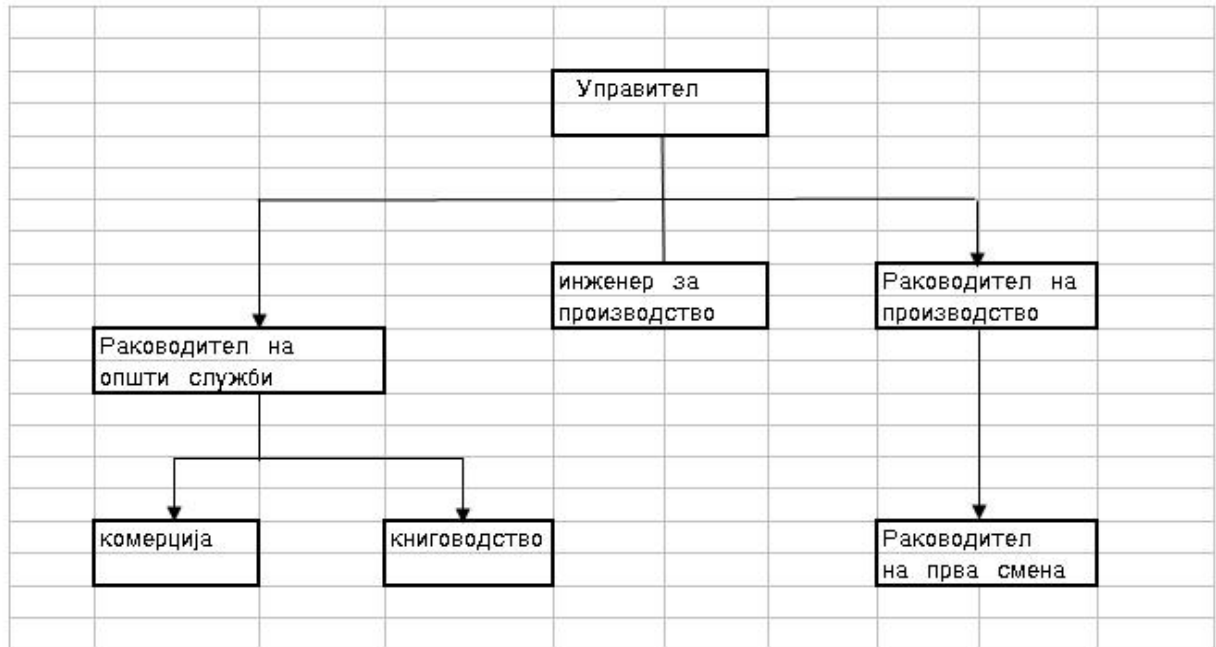 Управител
инженер за
производство
Раководител на
производство
Раководител на
општи служби
комерција
книговодство
Раководител
на прва смена